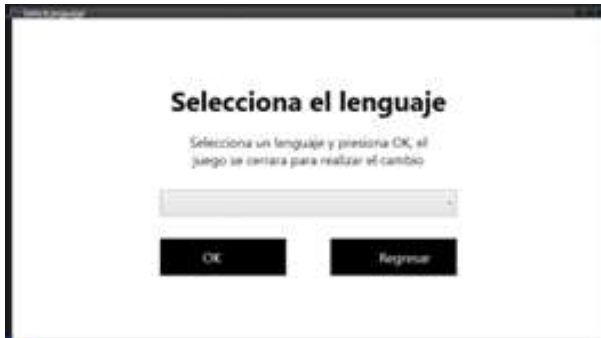 Selecciona el lenguaje
Selecciona un lenguaje y presiona OK, el
juego se cerrara para realizar el cambio
OK
Regresar